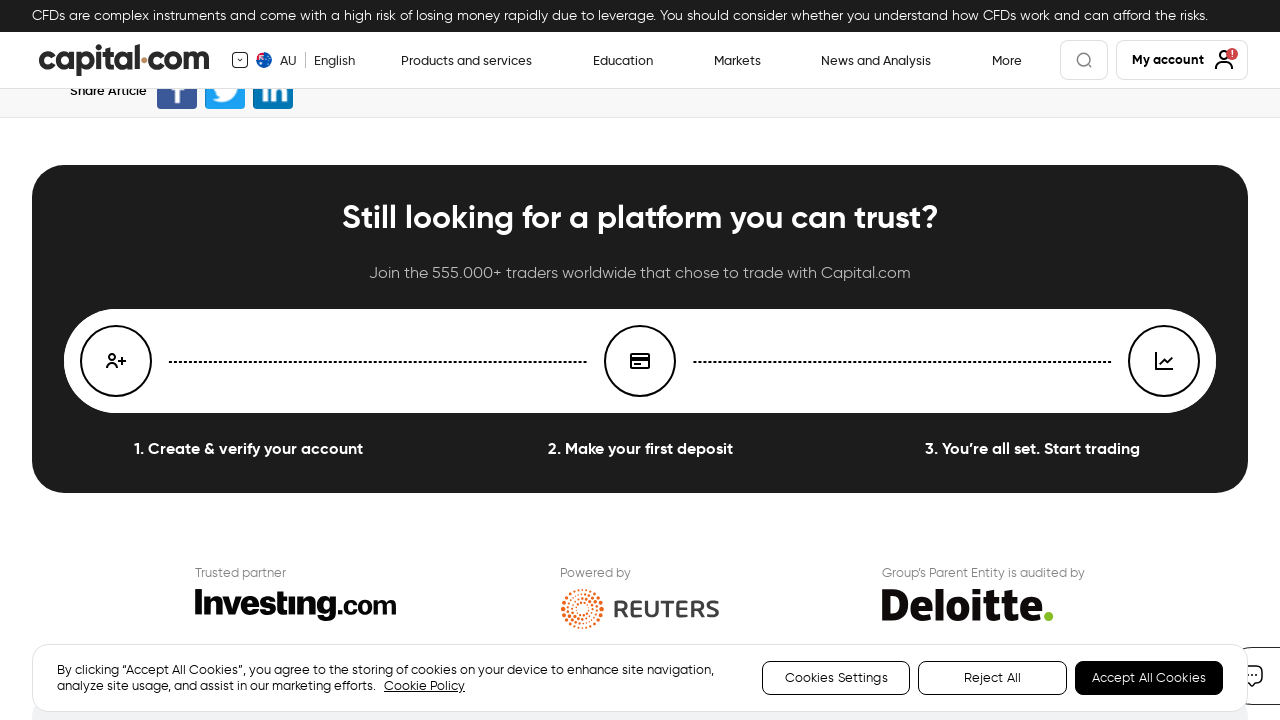 CFDs are complex instruments and come with a high risk of losing money rapidly due to leverage. You should consider whether you understand how CFDs work and can afford the risks.
capital.com AU English Products and services Education Markets News and Analysis More My account
Share Article
Still looking for a platform you can trust?
Join the 555.000+ traders worldwide that chose to trade with Capital.com
1. Create & verify your account
2. Make your first deposit
3. You’re all set. Start trading
Trusted partner
Investing.com
Powered by
REUTERS
Group’s Parent Entity is audited by
Deloitte.
By clicking “Accept All Cookies”, you agree to the storing of cookies on your device to enhance site navigation,
analyze site usage, and assist in our marketing efforts. Cookie Policy
Cookies Settings
Reject All
Accept All Cookies